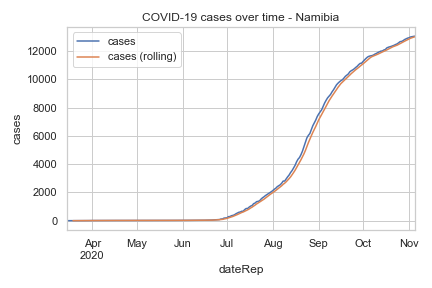 COVID-19 cases over time - Namibia
cases
cases (rolling)
12000
10000
8000
6000
4000
2000
0
cases
Apr May Jun Jul Aug Sep Oct Nov
2020
dateRep